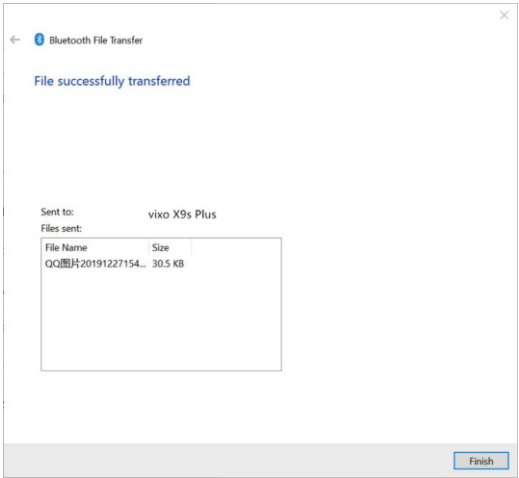 Bluetooth File Transfer
File successfully transferred
Sent to: vixo X9s Plus
Files sent:
File Name Size
QQ图片20191227154... 30.5 KB
Finish